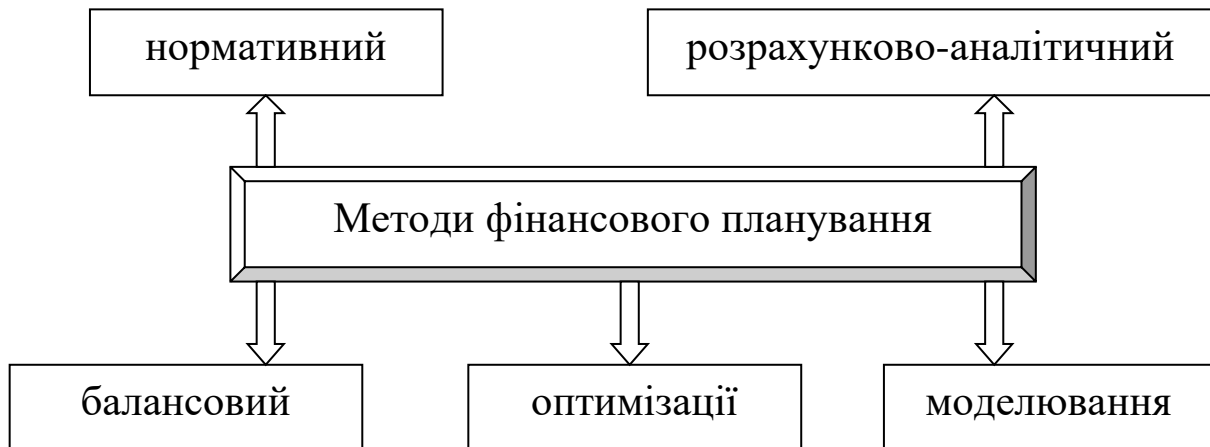 нормативний
розрахунково-аналітичний
Методи фінансового планування
балансовий
оптимізації
моделювання